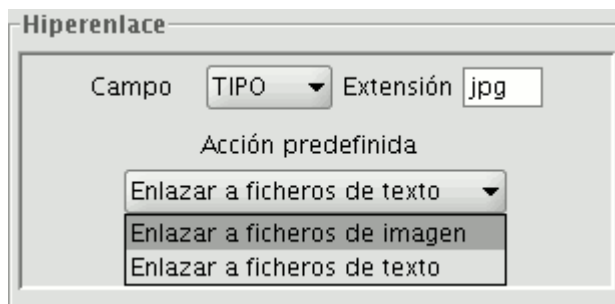 Hiperenlace
Campo TIPO Extensión jpg
Acción predefinida
Enlazar a ficheros de texto
Enlazar a ficheros de imagen
Enlazar a ficheros de texto